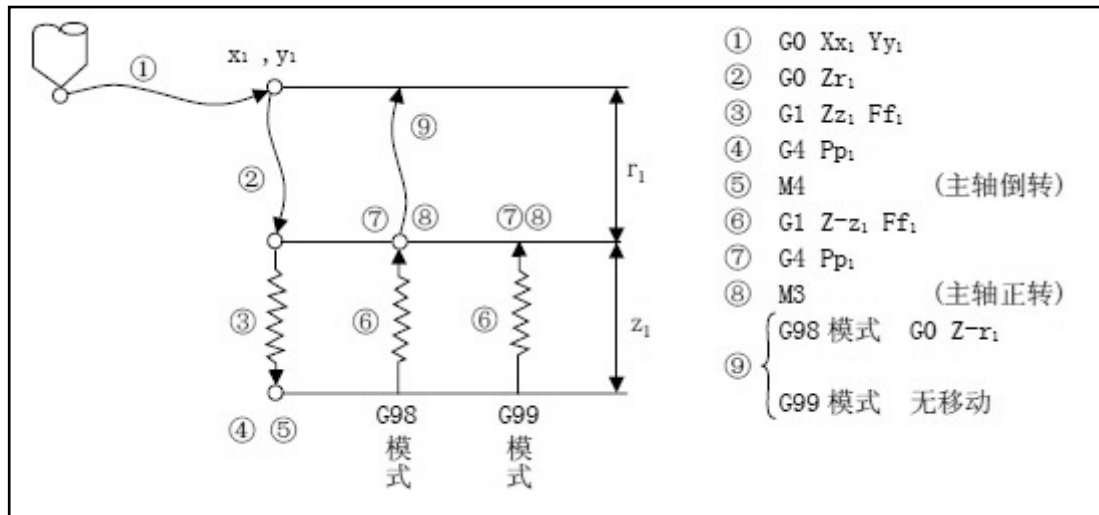 ①
x₁ , y₁
②
⑨
⑦ ⑧
⑦⑧
r₁
③
⑥
⑥
z₁
④ ⑤
G98
模
式
G99
模
式
① G0 Xx₁ Yy₁
② G0 Zr₁
③ G1 Zz₁ Ff₁
④ G4 Pp₁
⑤ M4 (主轴倒转)
⑥ G1 Z-z₁ Ff₁
⑦ G4 Pp₁
⑧ M3 (主轴正转)
⑨
G98 模式 G0 Z-r₁
G99 模式 无移动